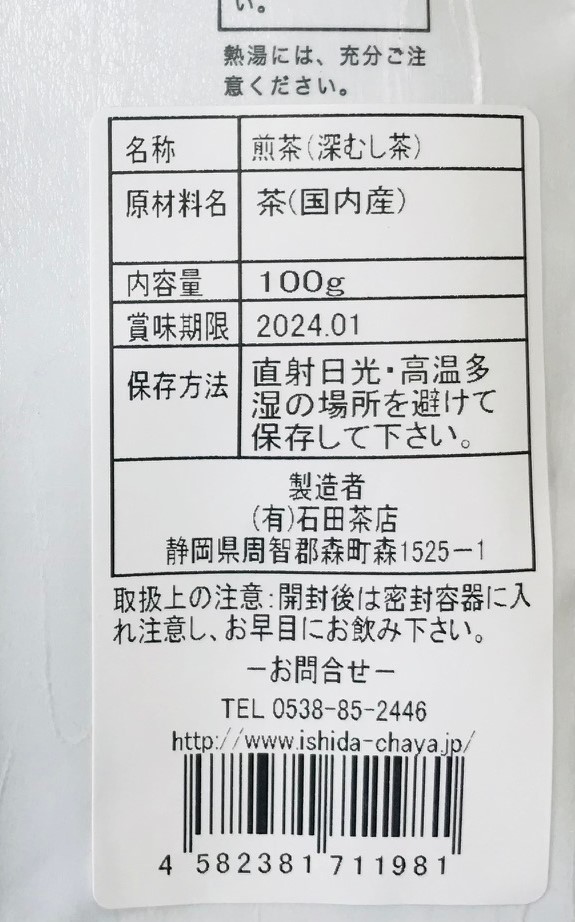 い。
熱湯には、充分ご注
意ください。
名称 煎茶(深むし茶)
原材料名 茶(国内産)
内容量 100g
賞味期限 2024.01
保存方法 直射日光・高温多
湿の場所を避けて
保存して下さい。
製造者
(有)石田茶店
静岡県周智郡森町森1525-1
取扱上の注意:開封後は密封容器に入
れ注意し、お早目にお飲み下さい。
ーお問合せー
TEL 0538-85-2446
http://www.ishida-chaya.jp/
4 582381 711981